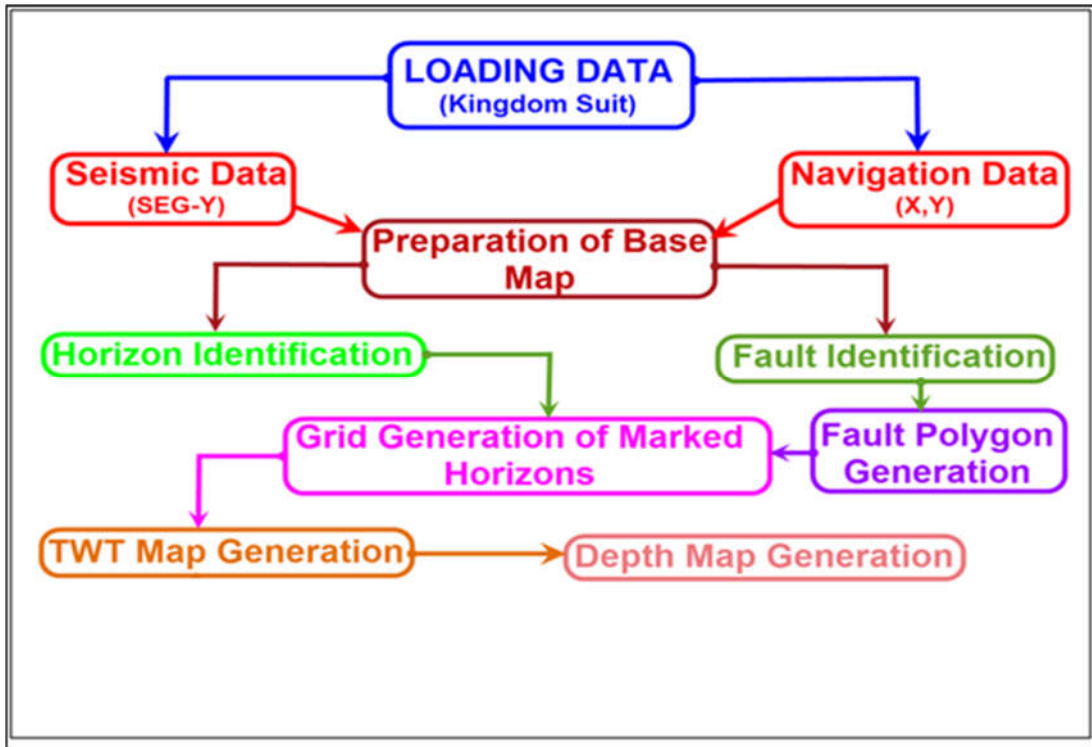 LOADING DATA
(Kingdom Suit)
Seismic Data
(SEG-Y)
Navigation Data
(X,Y)
Preparation of Base
Map
Horizon Identification
Fault Identification
Grid Generation of Marked
Horizons
Fault Polygon
Generation
TWT Map Generation
Depth Map Generation